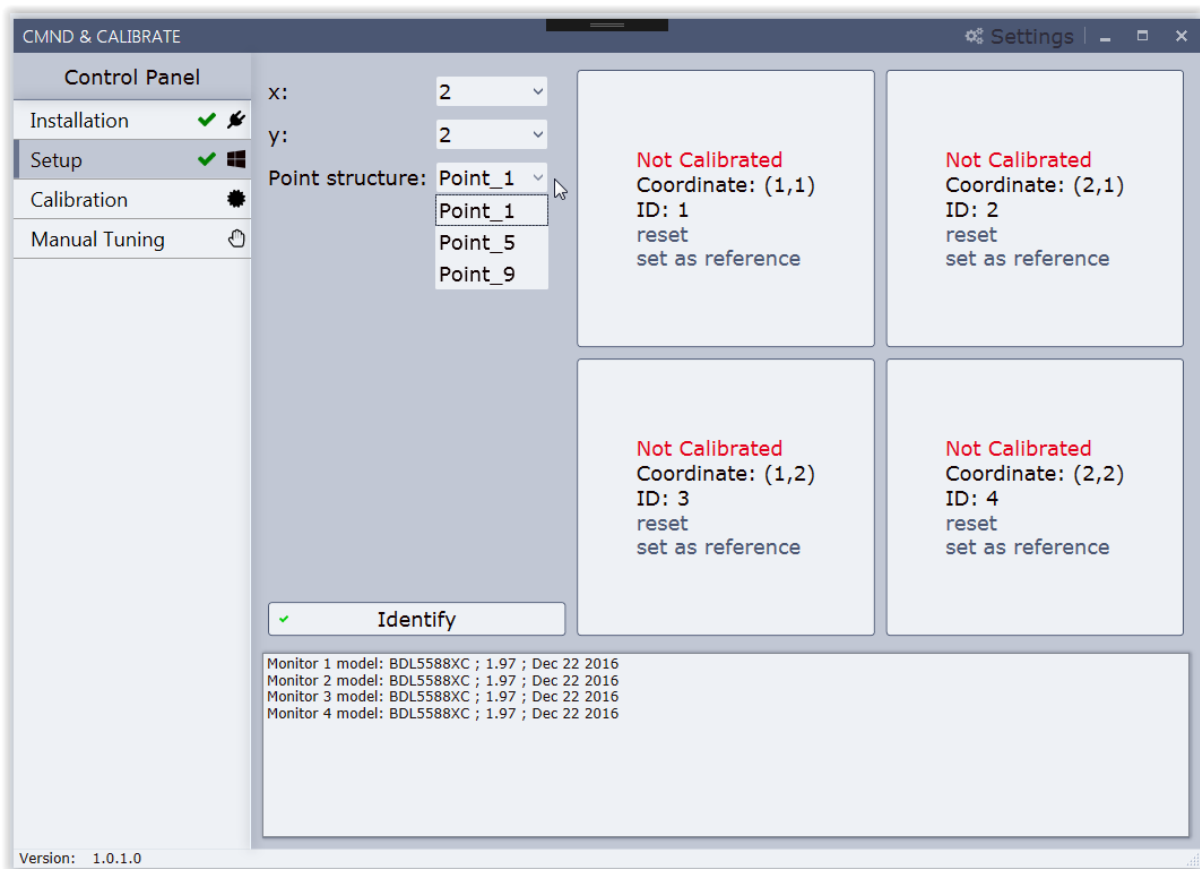 CMND & CALIBRATE
Settings
Control Panel
Installation
Setup
Calibration
Manual Tuning
x:
2
y:
2
Point structure:
Point_1
Point_1
Point_5
Point_9
Not Calibrated
Coordinate: (1,1)
ID: 1
reset
set as reference
Not Calibrated
Coordinate: (2,1)
ID: 2
reset
set as reference
Not Calibrated
Coordinate: (1,2)
ID: 3
reset
set as reference
Not Calibrated
Coordinate: (2,2)
ID: 4
reset
set as reference
Identify
Monitor 1 model: BDL5588XC ; 1.97 ; Dec 22 2016
Monitor 2 model: BDL5588XC ; 1.97 ; Dec 22 2016
Monitor 3 model: BDL5588XC ; 1.97 ; Dec 22 2016
Monitor 4 model: BDL5588XC ; 1.97 ; Dec 22 2016
Version: 1.0.1.0